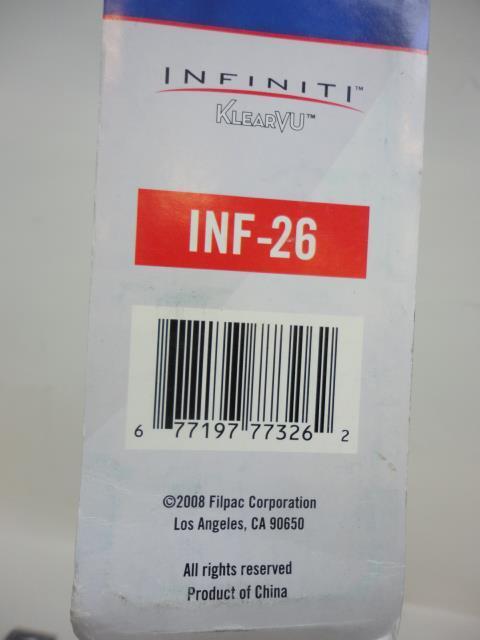 INFINITI™
KLEARVU™
INF-26
6 77197 77326 2
©2008 Filpac Corporation
Los Angeles, CA 90650
All rights reserved
Product of China